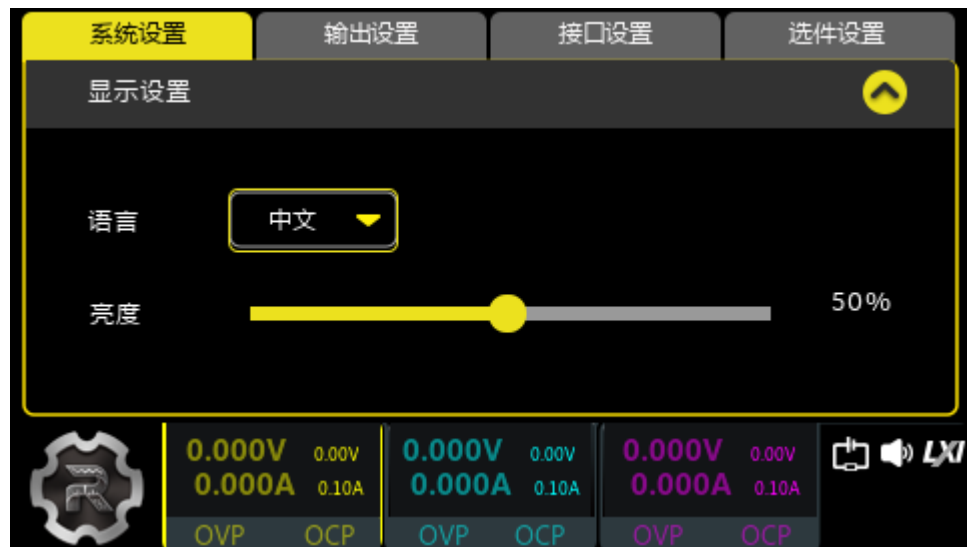 系统设置 输出设置 接口设置 选件设置
显示设置
语言 中文
亮度 50%
0.000V 0.00V 0.000V 0.00V 0.000V 0.00V LXI
0.000A 0.10A 0.000A 0.10A 0.000A 0.10A
OVP OCP OVP OCP OVP OCP